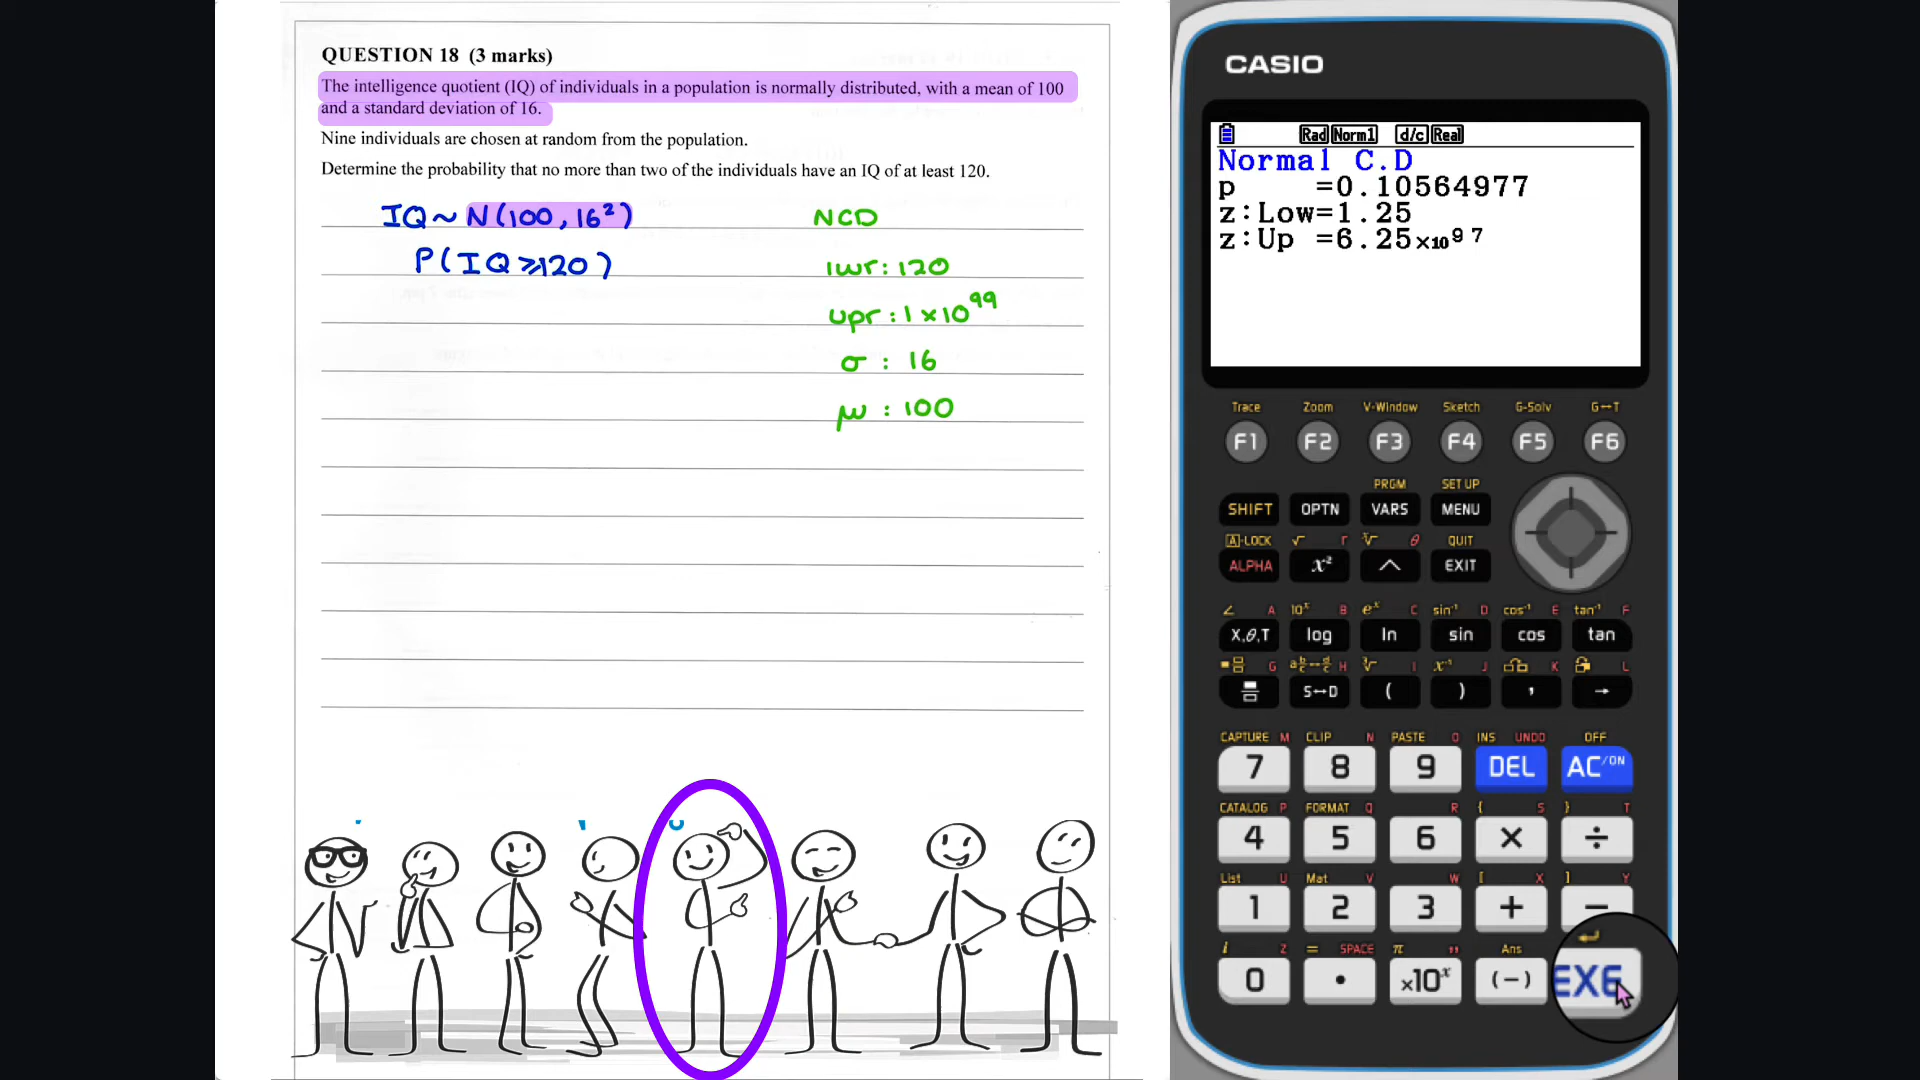 QUESTION 18 (3 marks)
The intelligence quotient (IQ) of individuals in a population is normally distributed, with a mean of 100
and a standard deviation of 16.
Nine individuals are chosen at random from the population.
Determine the probability that no more than two of the individuals have an IQ of at least 120.
IQ ~ N(100, 16²)
P(IQ ⩾ 120)
NCD
lwr: 120
upr: 1 × 10⁹⁹
σ : 16
μ : 100
CASIO
Rad Norm1 d/c Real
Normal C.D
p =0.10564977
z:Low=1.25
z:Up =6.25×10⁹⁷
Trace Zoom V-Window Sketch G-Solv G↔T
F1 F2 F3 F4 F5 F6
PRGM SET UP
SHIFT OPTN VARS MENU
A-LOCK √ r ˣ√ θ QUIT
ALPHA x² ^ EXIT
∠ A 10ˣ B eˣ C sin⁻¹ D cos⁻¹ E tan⁻¹ F
X,θ,T log ln sin cos tan
G H ³√ I x⁻¹ J K L
S↔D ( ) , →
CAPTURE M CLIP N PASTE O INS UNDO OFF
7 8 9 DEL AC/ON
CATALOG P FORMAT Q R { S } T
4 5 6 × ÷
List U Mat V W [ X ] Y
1 2 3 + −
i Z = SPACE π " Ans ↵
0 • ×10ˣ (−) EXE